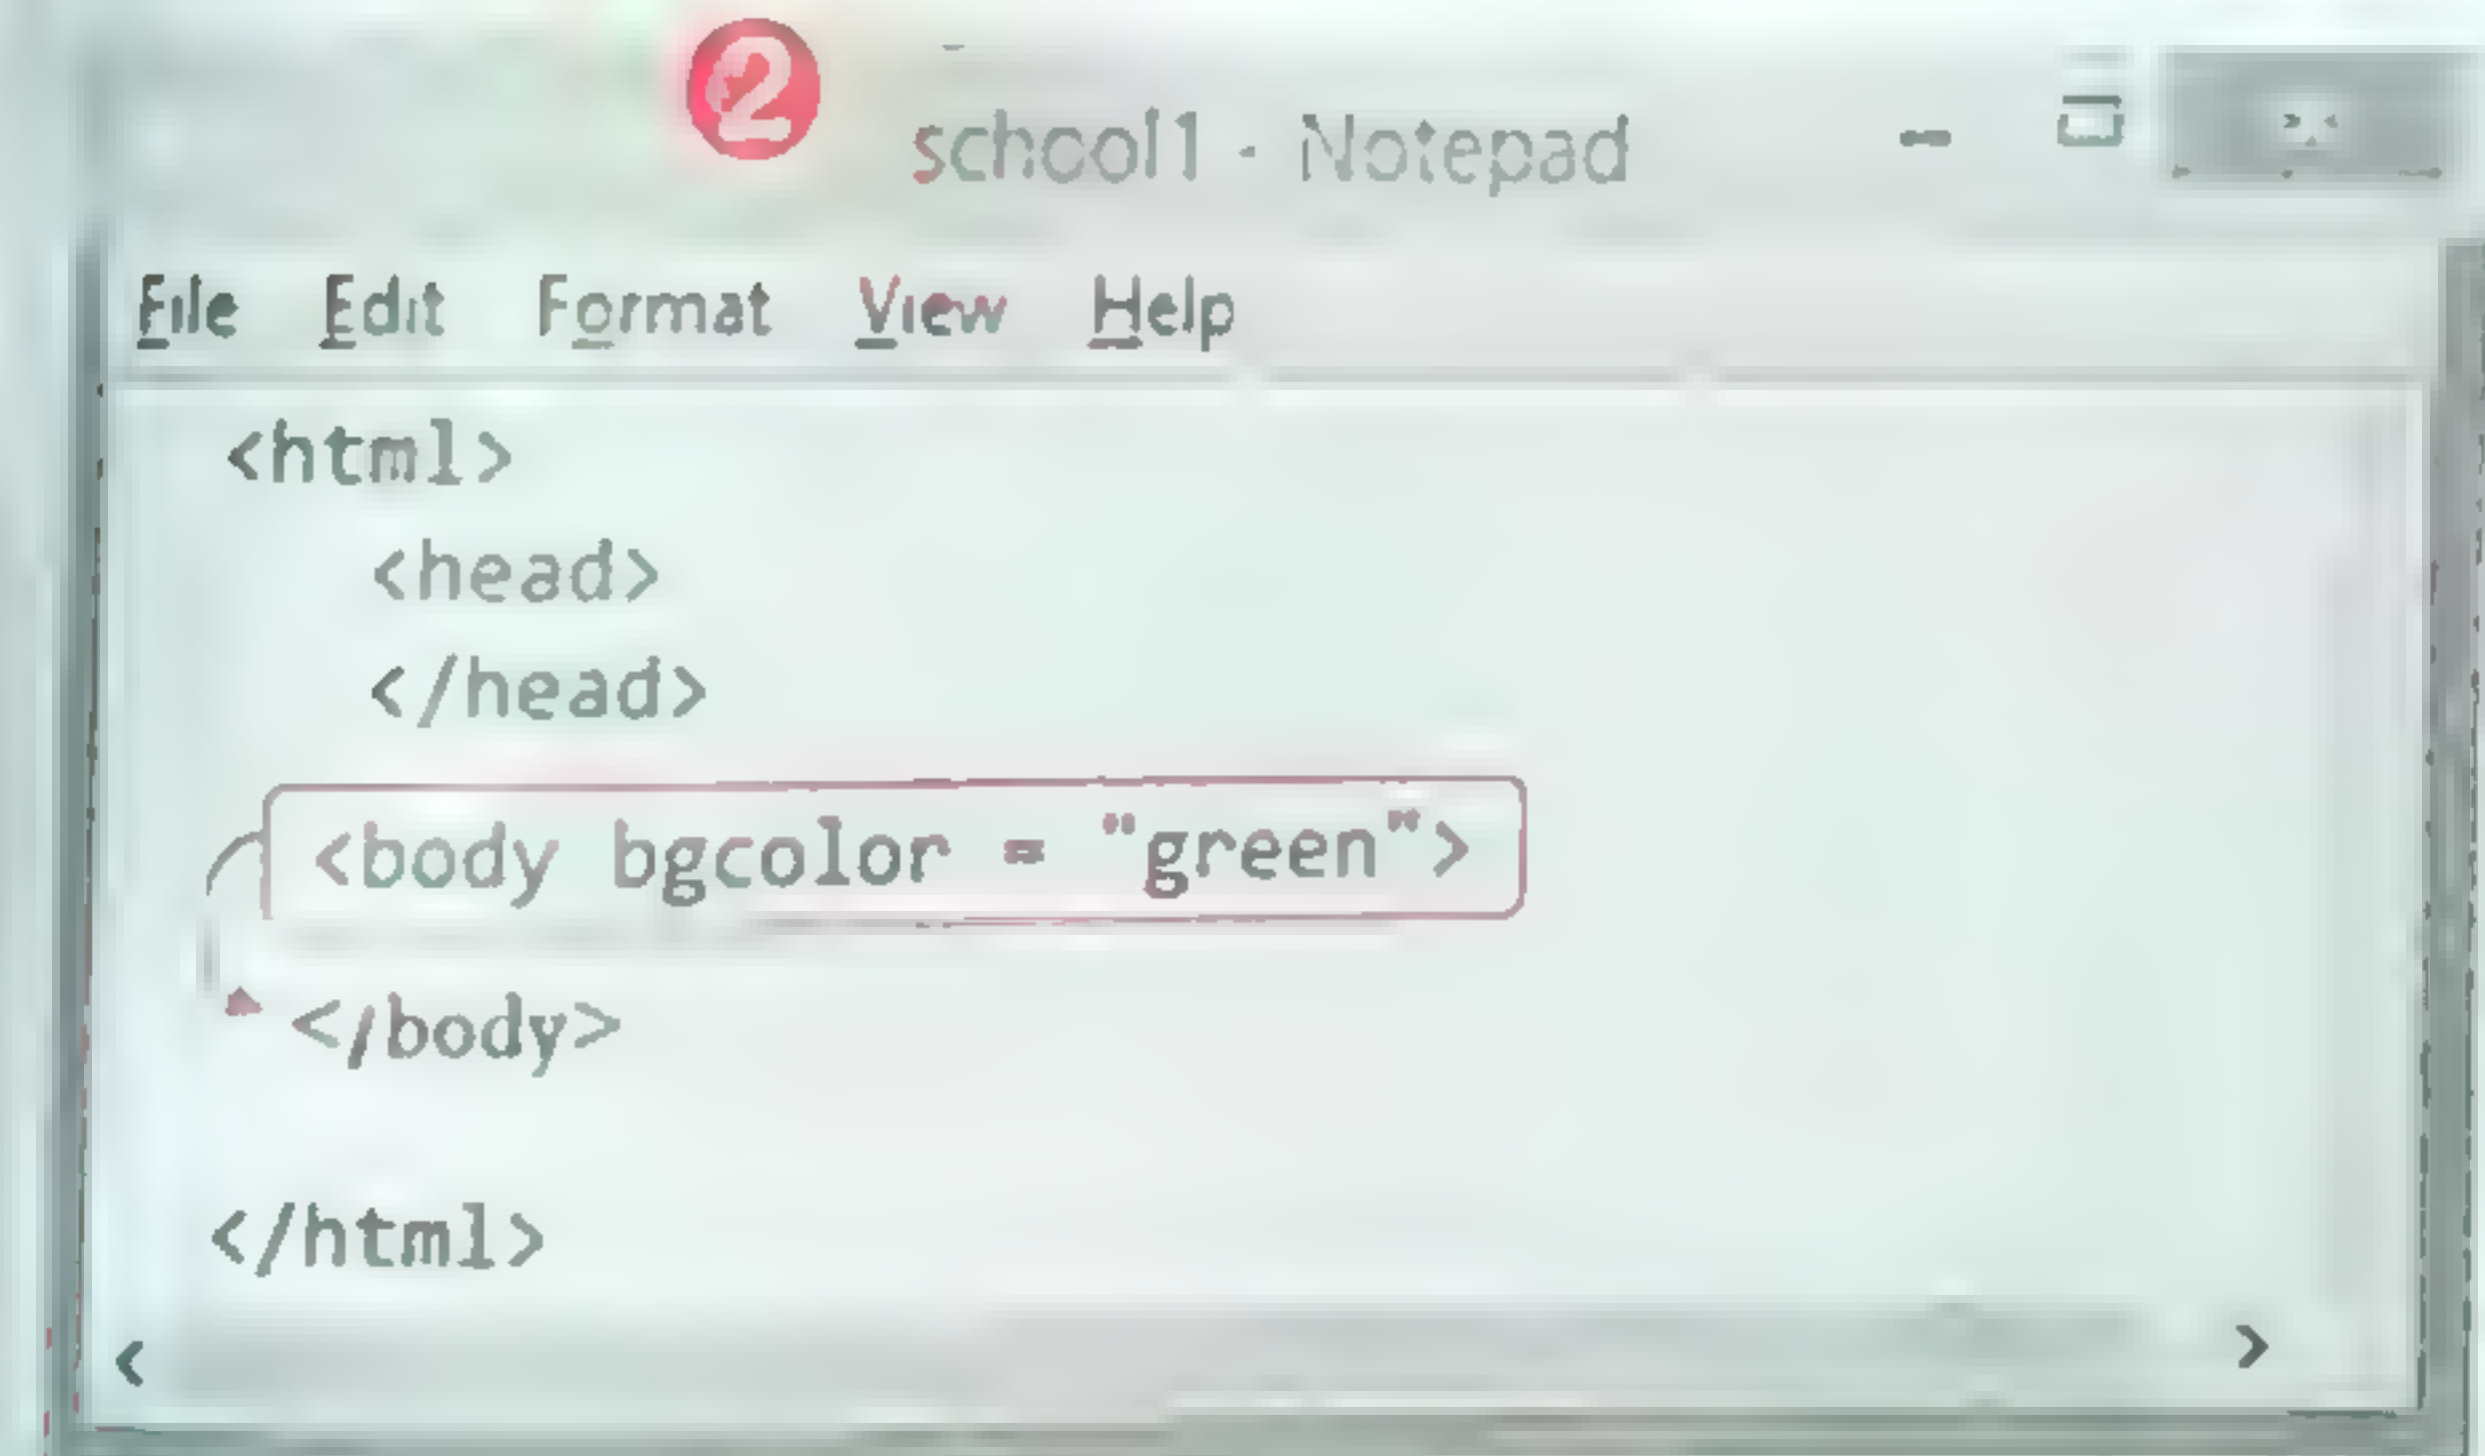 2
school1 - Notepad
File Edit Format View Help
<html>
<head>
</head>
<body bgcolor = "green">
</body>
</html>